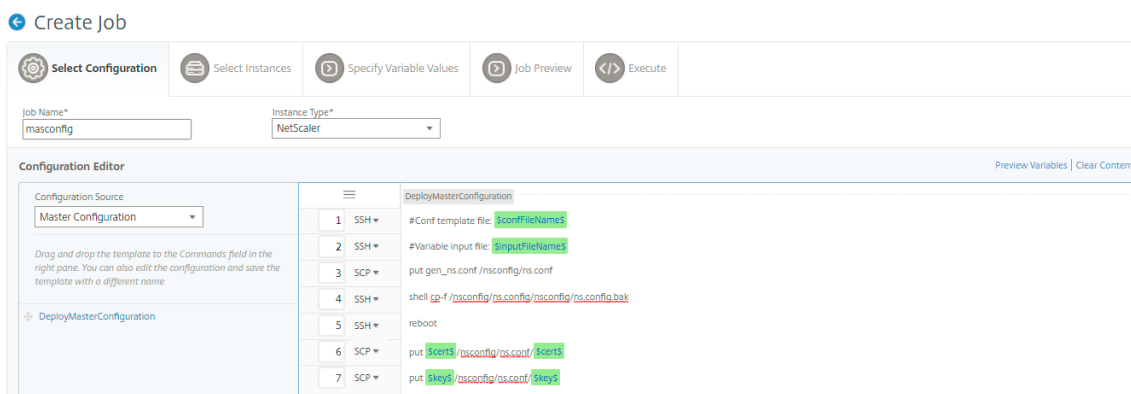 Create Job
Select Configuration
Select Instances
Specify Variable Values
Job Preview
Execute
Job Name*
Instance Type*
masconfig
NetScaler
Configuration Editor
Preview Variables | Clear Content
Configuration Source
Master Configuration
Drag and drop the template to the Commands field in the
right pane. You can also edit the configuration and save the
template with a different name
DeployMasterConfiguration
DeployMasterConfiguration
1 SSH #Conf template file: $confFileName$
2 SSH #Variable input file: $inputFileName$
3 SCP put gen_ns.conf /nsconfig/ns.conf
4 SSH shell cp-f /nsconfig/ns.config/nsconfig/ns.config.bak
5 SSH reboot
6 SCP put $cert$ /nsconfig/ns.conf/ $cert$
7 SCP put $key$ /nsconfig/ns.conf/ $key$